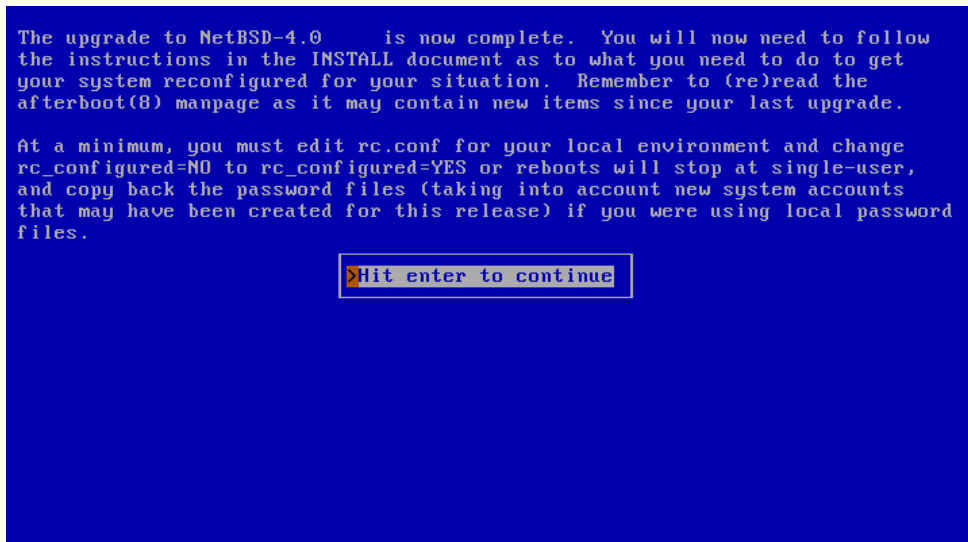 The upgrade to NetBSD-4.0     is now complete.  You will now need to follow
the instructions in the INSTALL document as to what you need to do to get
your system reconfigured for your situation.  Remember to (re)read the
afterboot(8) manpage as it may contain new items since your last upgrade.
At a minimum, you must edit rc.conf for your local environment and change
rc_configured=NO to rc_configured=YES or reboots will stop at single-user,
and copy back the password files (taking into account new system accounts
that may have been created for this release) if you were using local password
files.
>Hit enter to continue